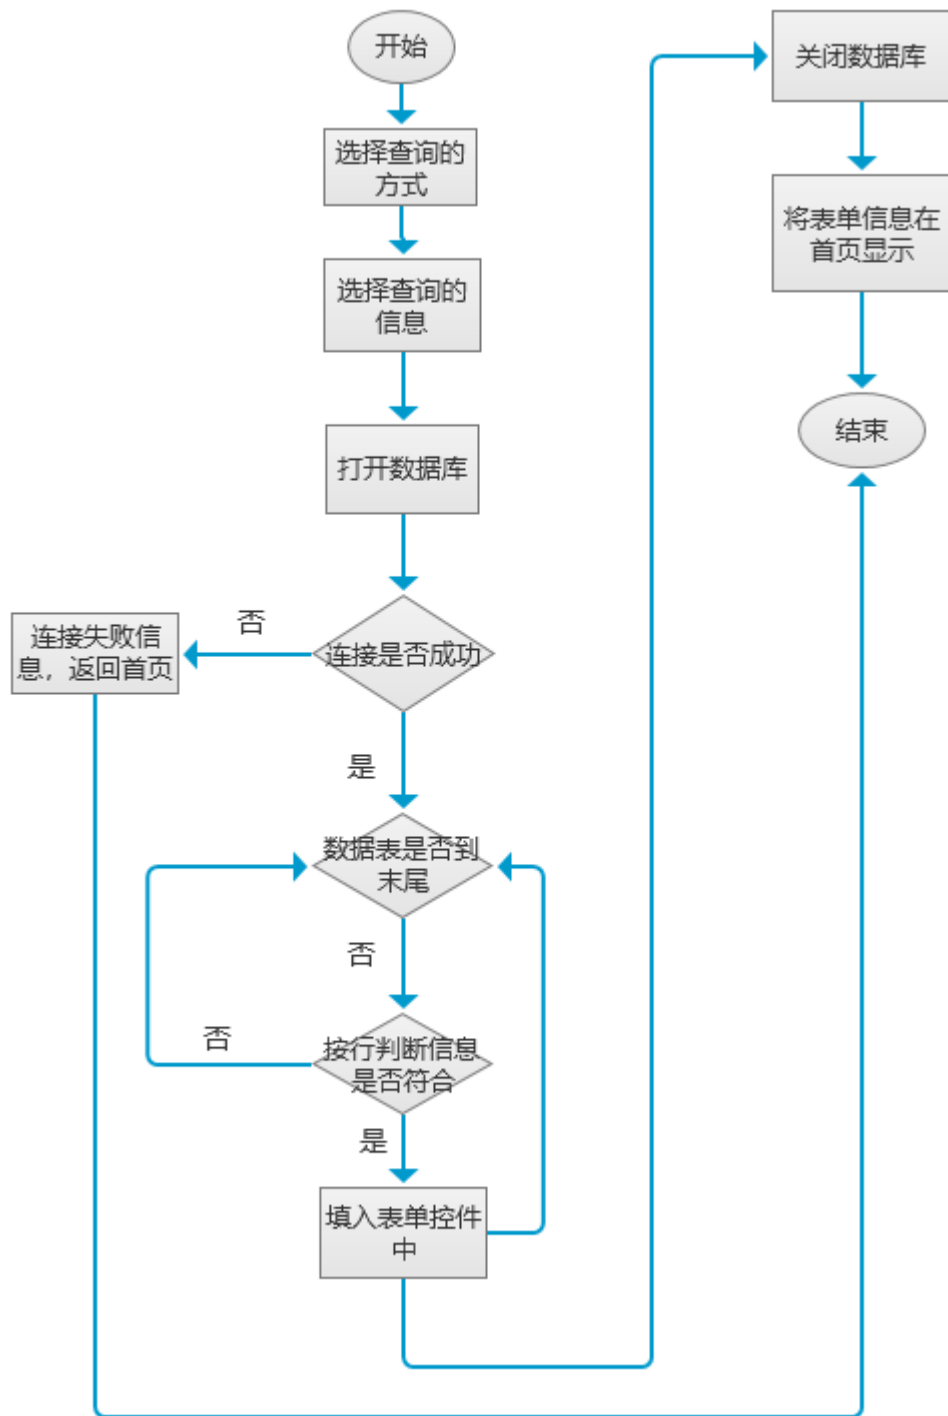 开始
选择查询的
方式
选择查询的
信息
打开数据库
连接是否成功
否
连接失败信
息，返回首页
是
数据表是否到
末尾
否
按行判断信息
是否符合
否
是
填入表单控件
中
关闭数据库
将表单信息在
首页显示
结束